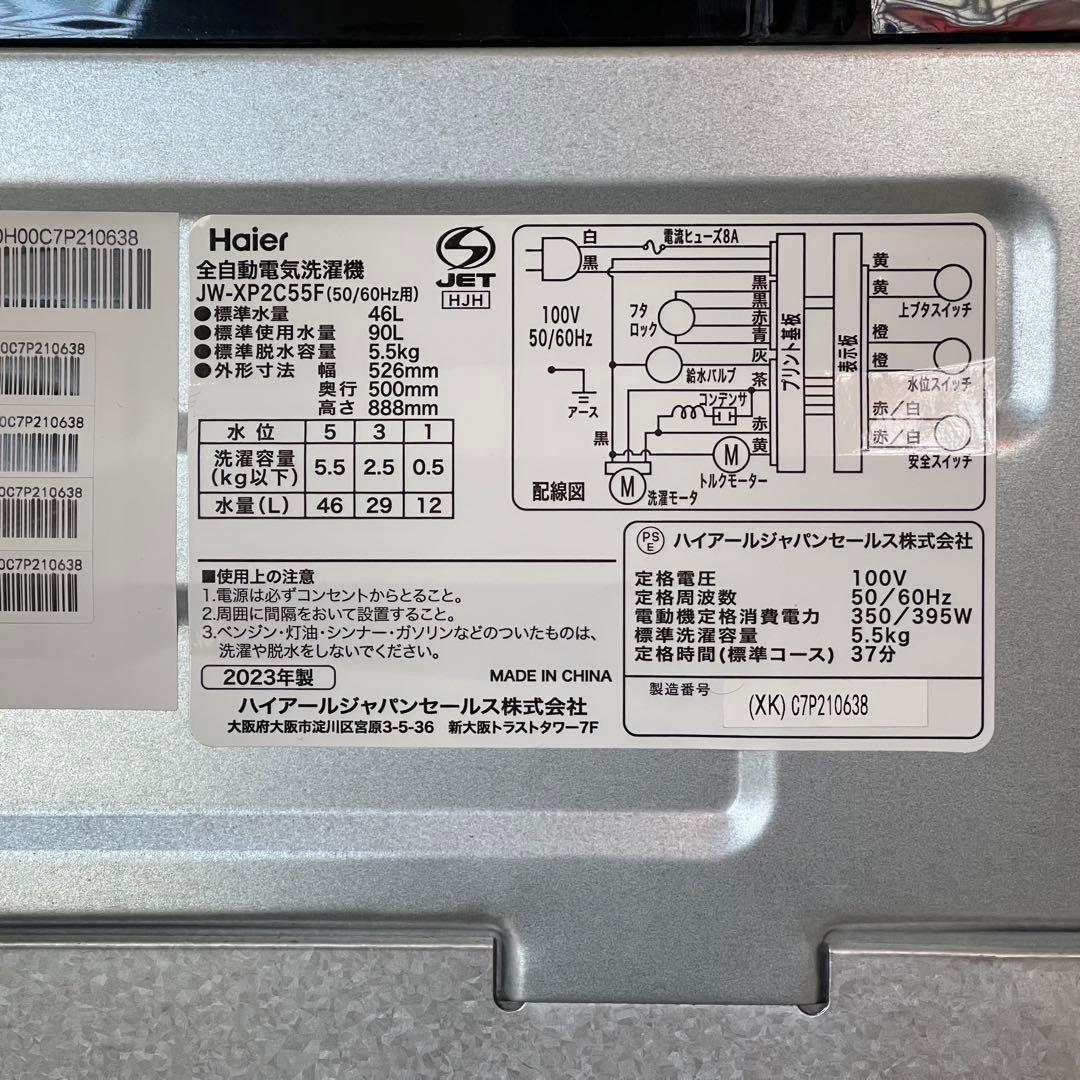 0H00C7P210638
00C7P210638
00C7P210638
00C7P210638
00C7P210638
Haier
全自動電気洗濯機
JW-XP2C55F(50/60Hz用)
JET
HJH
●標準水量 46L
●標準使用水量 90L
●標準脱水容量 5.5kg
●外形寸法 幅 526mm
奥行 500mm
高さ 888mm
水位 5 3 1
洗濯容量(kg以下) 5.5 2.5 0.5
水量(L) 46 29 12
白
電流ヒューズ8A
黒
100V
50/60Hz
アース
フタロック
給水バルブ
コンデンサ
黒
黒
黒
赤
青
灰
茶
赤
黄
M
トルクモーター
M
洗濯モータ
配線図
プリント基板
表示板
黄
黄
上ブタスイッチ
橙
橙
水位スイッチ
赤／白
赤／白
安全スイッチ
■使用上の注意
1.電源は必ずコンセントからとること。
2.周囲に間隔をおいて設置すること。
3.ベンジン・灯油・シンナー・ガソリンなどのついたものは、
洗濯や脱水をしないでください。
2023年製
MADE IN CHINA
ハイアールジャパンセールス株式会社
大阪府大阪市淀川区宮原3-5-36 新大阪トラストタワー7F
PSE ハイアールジャパンセールス株式会社
定格電圧 100V
定格周波数 50／60Hz
電動機定格消費電力 350／395W
標準洗濯容量 5.5kg
定格時間(標準コース) 37分
製造番号
(XK) C7P210638